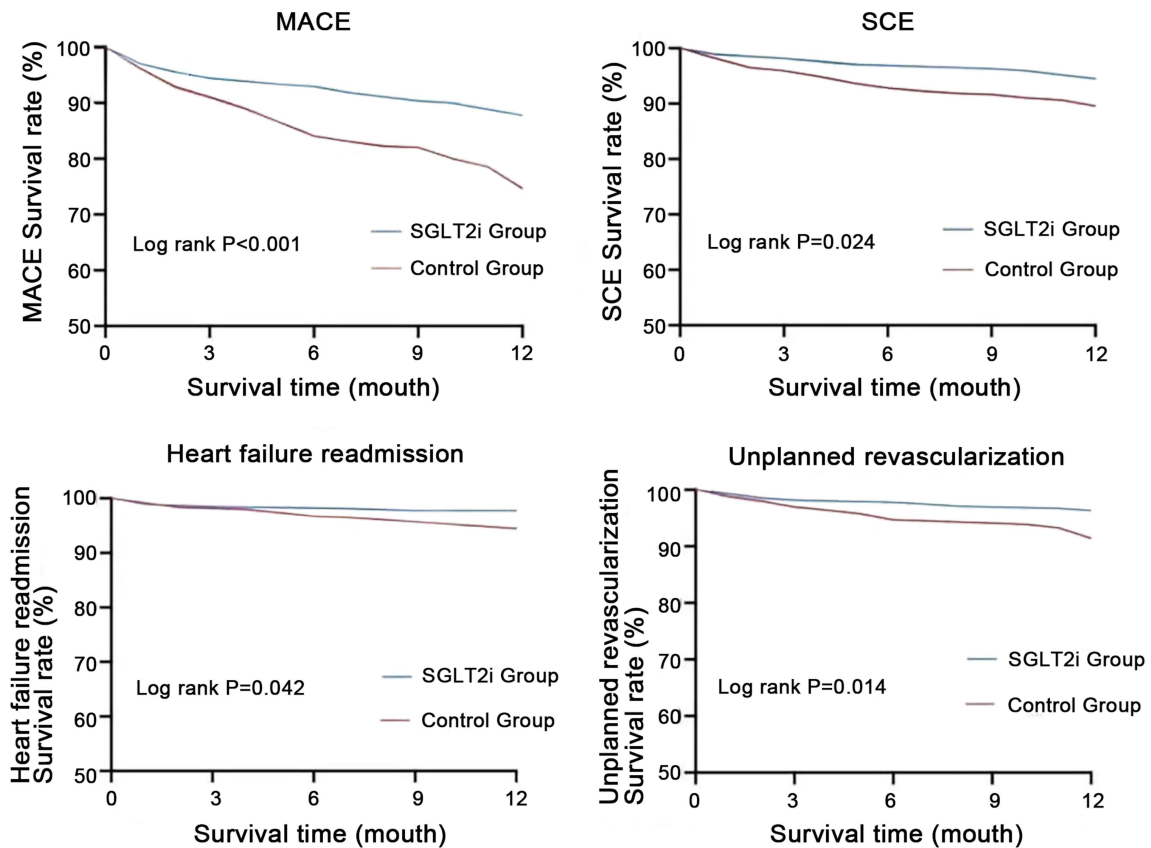 MACE
MACE Survival rate (%)
100
90
80
70
60
50
Log rank P<0.001
SGLT2i Group
Control Group
0 3 6 9 12
Survival time (mouth)
SCE
SCE Survival rate (%)
100
90
80
70
60
50
Log rank P=0.024
SGLT2i Group
Control Group
0 3 6 9 12
Survival time (mouth)
Heart failure readmission
Heart failure readmission
Survival rate (%)
100
90
80
70
60
50
Log rank P=0.042
SGLT2i Group
Control Group
0 3 6 9 12
Survival time (mouth)
Unplanned revascularization
Unplanned revascularization
Survival rate (%)
100
90
80
70
60
50
Log rank P=0.014
SGLT2i Group
Control Group
0 3 6 9 12
Survival time (mouth)